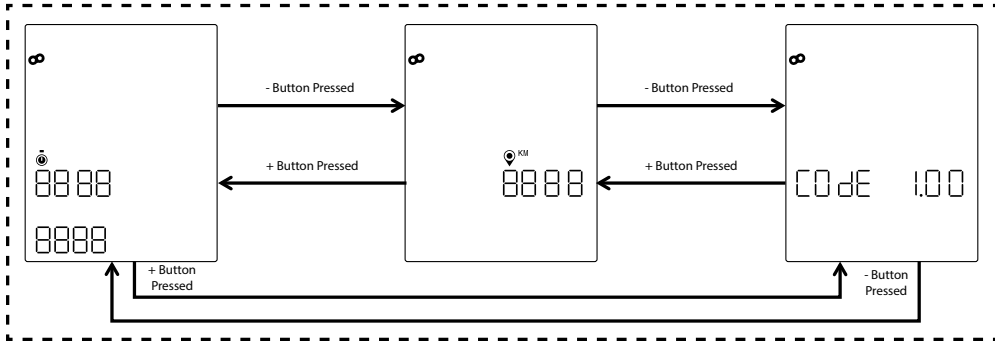 - Button Pressed
- Button Pressed
+ Button Pressed
KM
+ Button Pressed
8888
8888
COdE 1.00
8888
+ Button
Pressed
- Button
Pressed